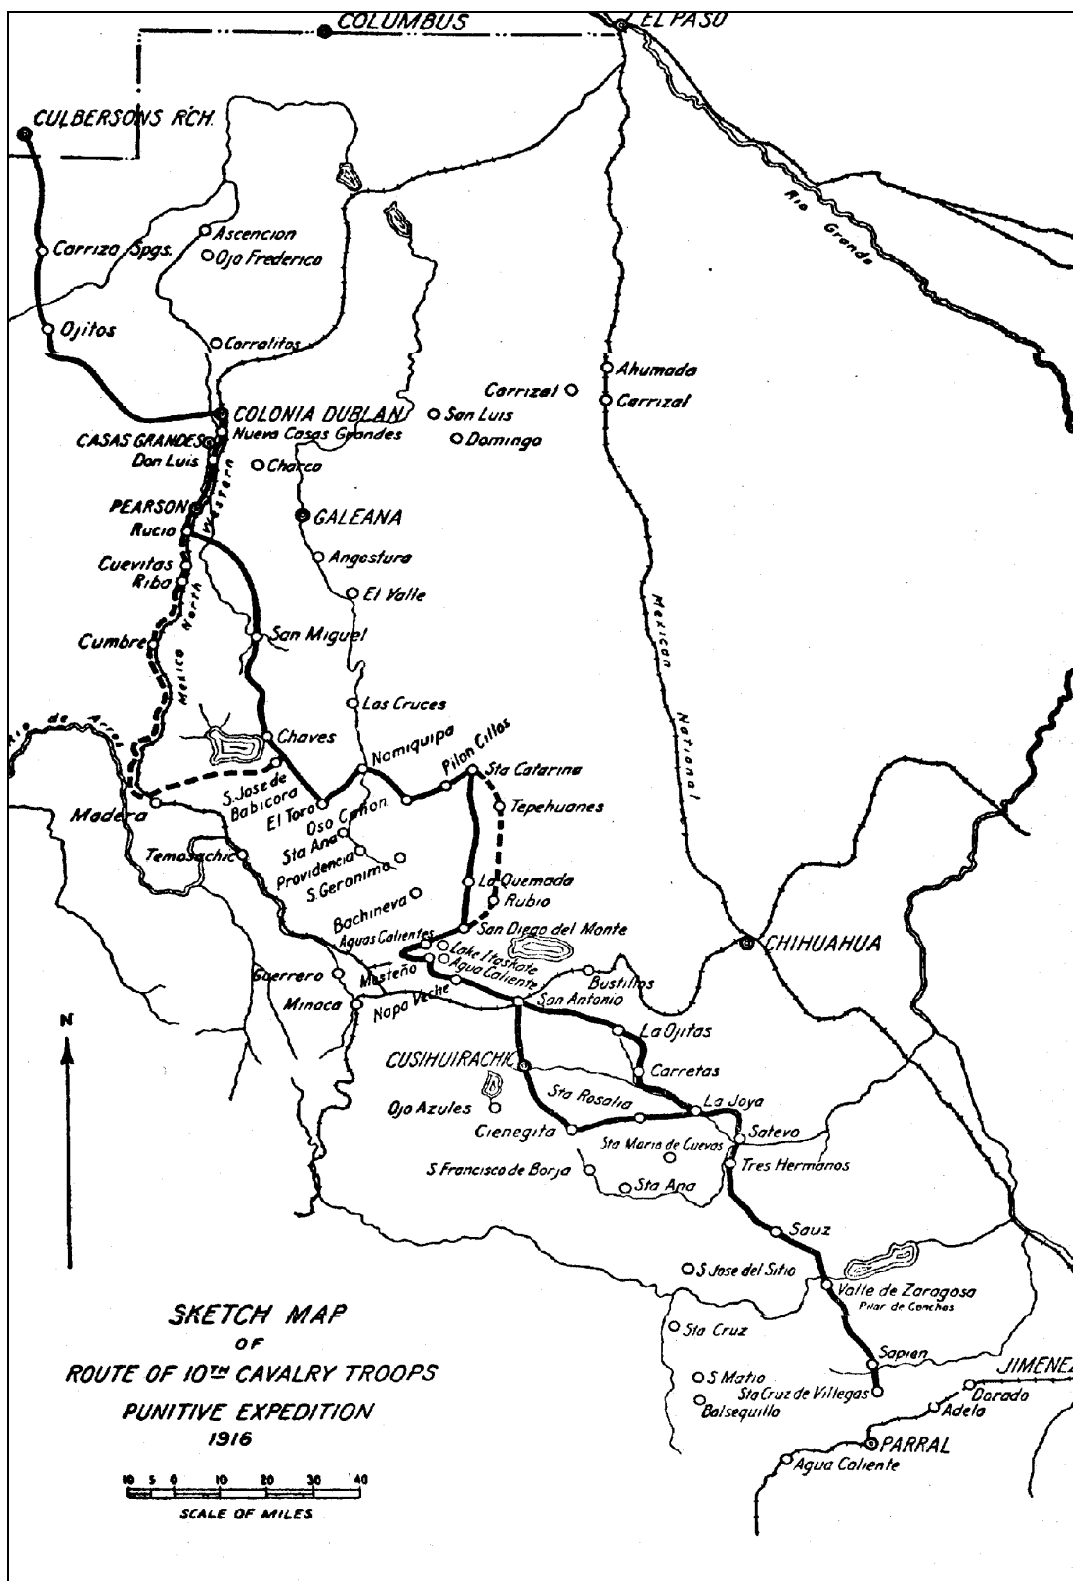 COLUMBUS
EL PASO
CULBERSONS R'CH.
Rio Grande
Ascencion
Carrizo Spgs.
Ojo Frederico
Ojitos
Corralitos
Ahumada
Carrizal
Carrizal
COLONIA DUBLAN
San Luis
Nueva Casas Grandes
CASAS GRANDES
Domingo
Don Luis
Charco
PEARSON
GALEANA
Rucio
Angostura
Cuevitas
Riba
El Valle
Mexico North Western
Mexican National
San Miguel
Cumbre
Las Cruces
Chaves
Namiquipa
Pilon Cillos
Sta Catarina
S. Jose de
Babicora
El Toro
Oso Cañon
Tepehuanes
Madera
Sta Ana
Temosachic
Providencia
S. Geronimo
La Quemada
Rubio
Bachineva
San Diego del Monte
Aguas Calientes
Lake Itaskate
CHIHUAHUA
Agua Caliente
Guerrero
Mosteño
Bustillos
Minaca
Napa Veche
San Antonio
N
La Ojitas
CUSIHUIRACHIC
Carretas
Ojo Azules
Sta Rosalia
La Joya
Cienegita
Satevo
Sta Maria de Cuevas
S Francisco de Borja
Tres Hermanos
Sta Ana
Sauz
S Jose del Sitio
Valle de Zaragosa
Pilar de Conchos
Sta Cruz
Sapien
JIMENEZ
S Matio
Sta Cruz de Villegas
Dorado
Balsequillo
Adela
PARRAL
Agua Caliente
SKETCH MAP
OF
ROUTE OF 10TH CAVALRY TROOPS
PUNITIVE EXPEDITION
1916
10 5 0 10 20 30 40
SCALE OF MILES